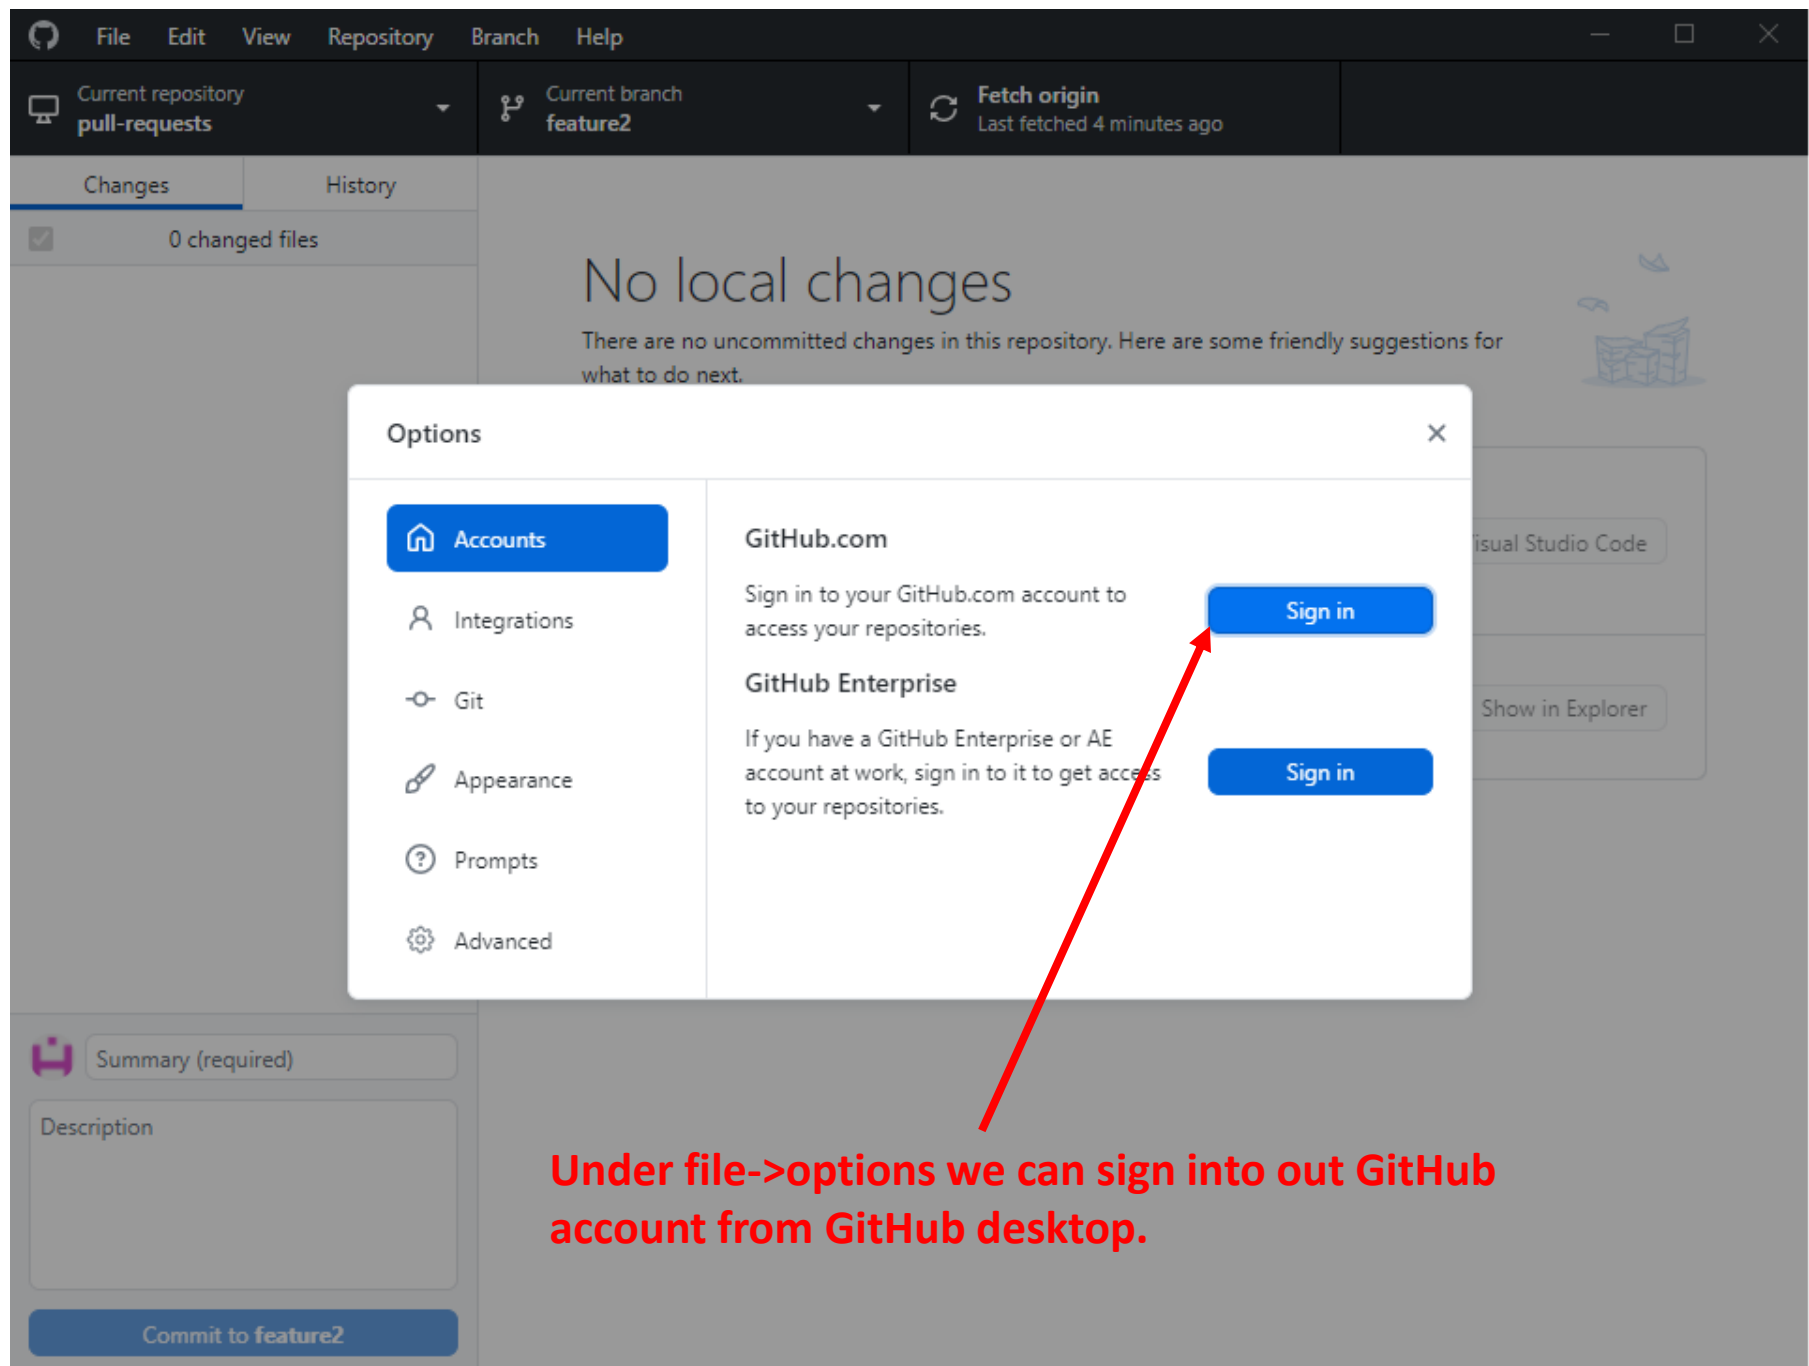 File Edit View Repository Branch Help
Current repository
pull-requests
Current branch
feature2
Fetch origin
Last fetched 4 minutes ago
Changes
History
0 changed files
No local changes
There are no uncommitted changes in this repository. Here are some friendly suggestions for
what to do next.
Options
Accounts
Integrations
Git
Appearance
Prompts
Advanced
GitHub.com
Sign in to your GitHub.com account to
access your repositories.
Sign in
GitHub Enterprise
If you have a GitHub Enterprise or AE
account at work, sign in to it to get access
to your repositories.
Sign in
isual Studio Code
Show in Explorer
Summary (required)
Description
Commit to feature2
Under file->options we can sign into out GitHub
account from GitHub desktop.